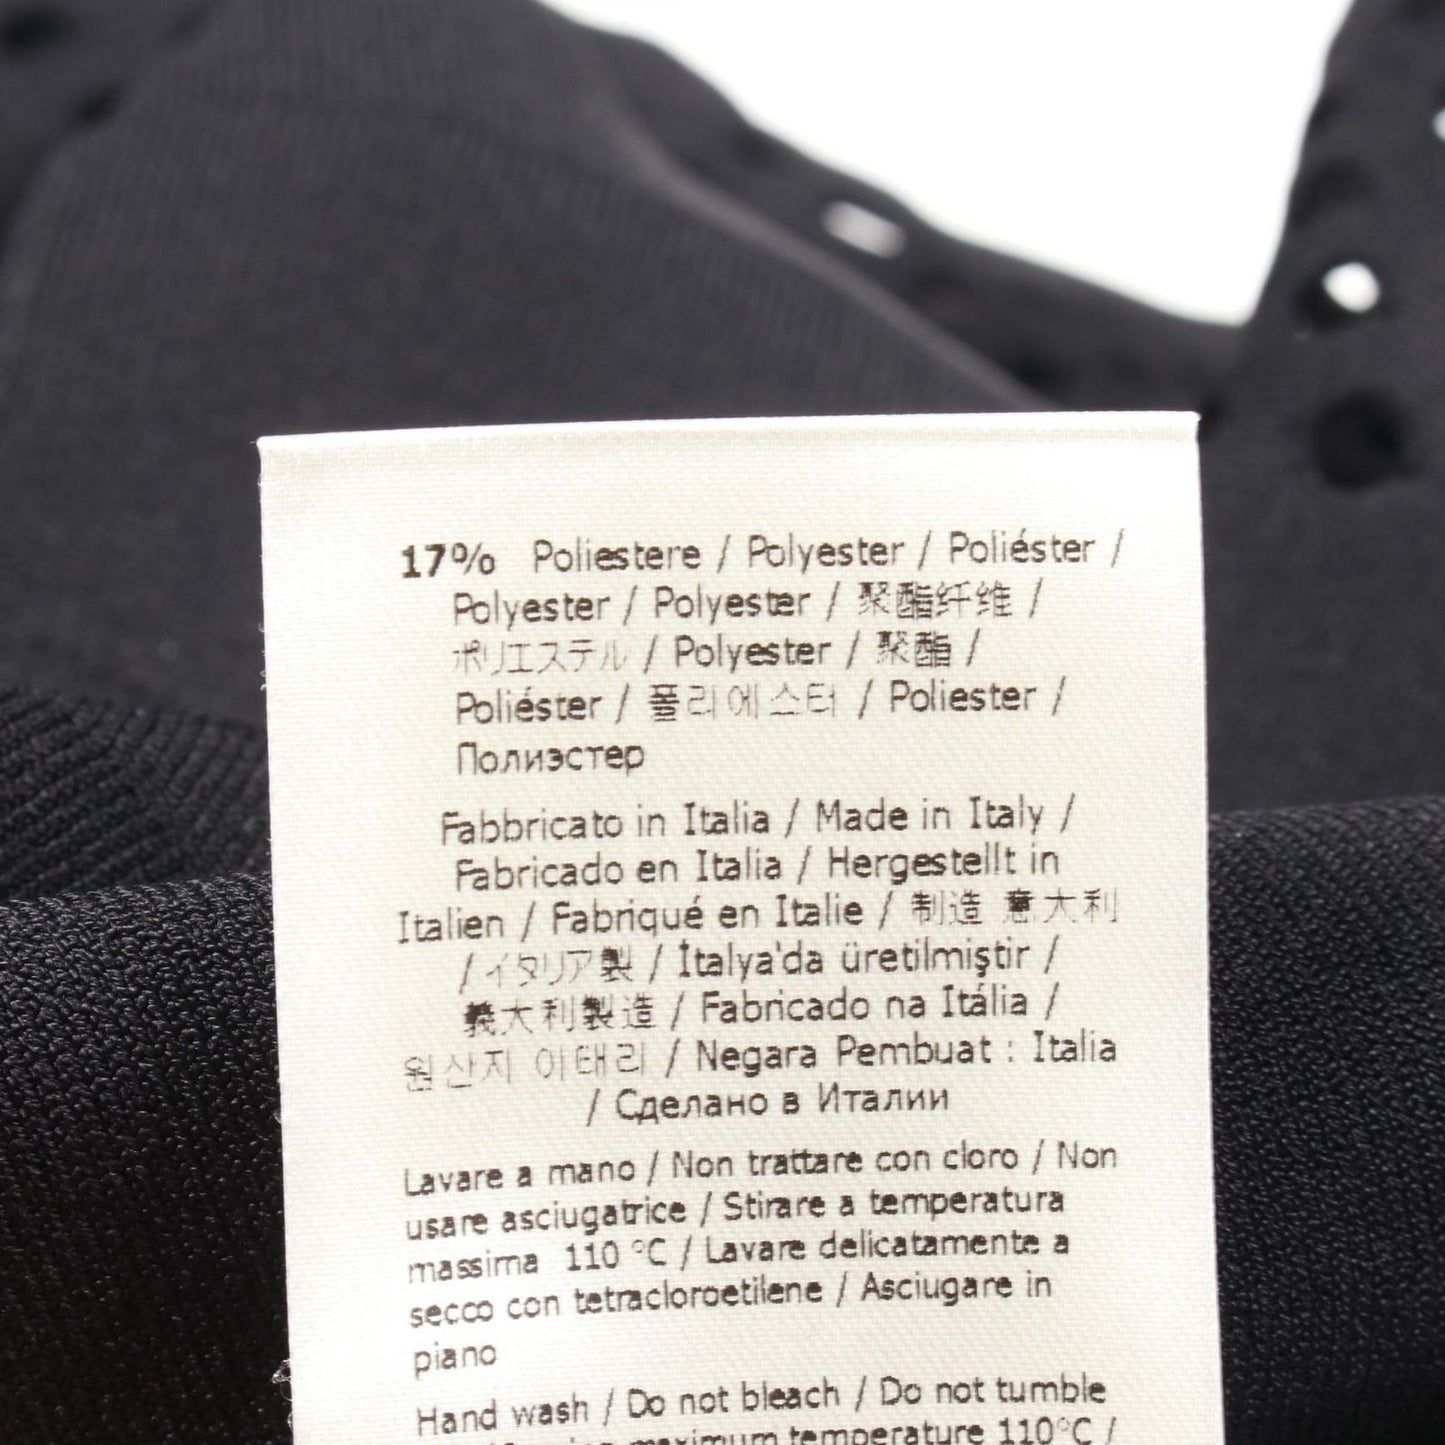 17% Poliestere / Polyester / Poliéster /
Polyester / Polyester / 聚酯纤维 /
ポリエステル / Polyester / 聚酯 /
Poliéster / 폴리에스터 / Poliester /
Полиэстер
Fabbricato in Italia / Made in Italy /
Fabricado en Italia / Hergestellt in
Italien / Fabriqué en Italie / 制造 意大利
/ イタリア製 / İtalya'da üretilmiştir /
義大利製造 / Fabricado na Itália /
원산지 이태리 / Negara Pembuat : Italia
/ Сделано в Италии
Lavare a mano / Non trattare con cloro / Non
usare asciugatrice / Stirare a temperatura
massima 110 °C / Lavare delicatamente a
secco con tetracloroetilene / Asciugare in
piano
Hand wash / Do not bleach / Do not tumble
maximum temperature 110°C /